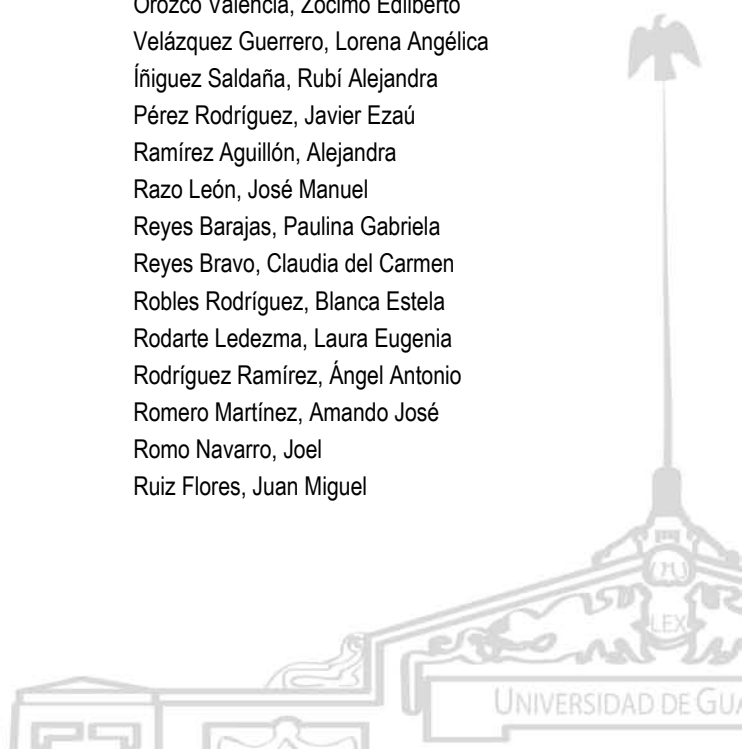 Orozco Valencia, Zócimo Edilberto
Velázquez Guerrero, Lorena Angélica
Íñiguez Saldaña, Rubí Alejandra
Pérez Rodríguez, Javier Ezaú
Ramírez Aguillón, Alejandra
Razo León, José Manuel
Reyes Barajas, Paulina Gabriela
Reyes Bravo, Claudia del Carmen
Robles Rodríguez, Blanca Estela
Rodarte Ledezma, Laura Eugenia
Rodríguez Ramírez, Ángel Antonio
Romero Martínez, Amando José
Romo Navarro, Joel
Ruiz Flores, Juan Miguel
LEX
UNIVERSIDAD DE GUA